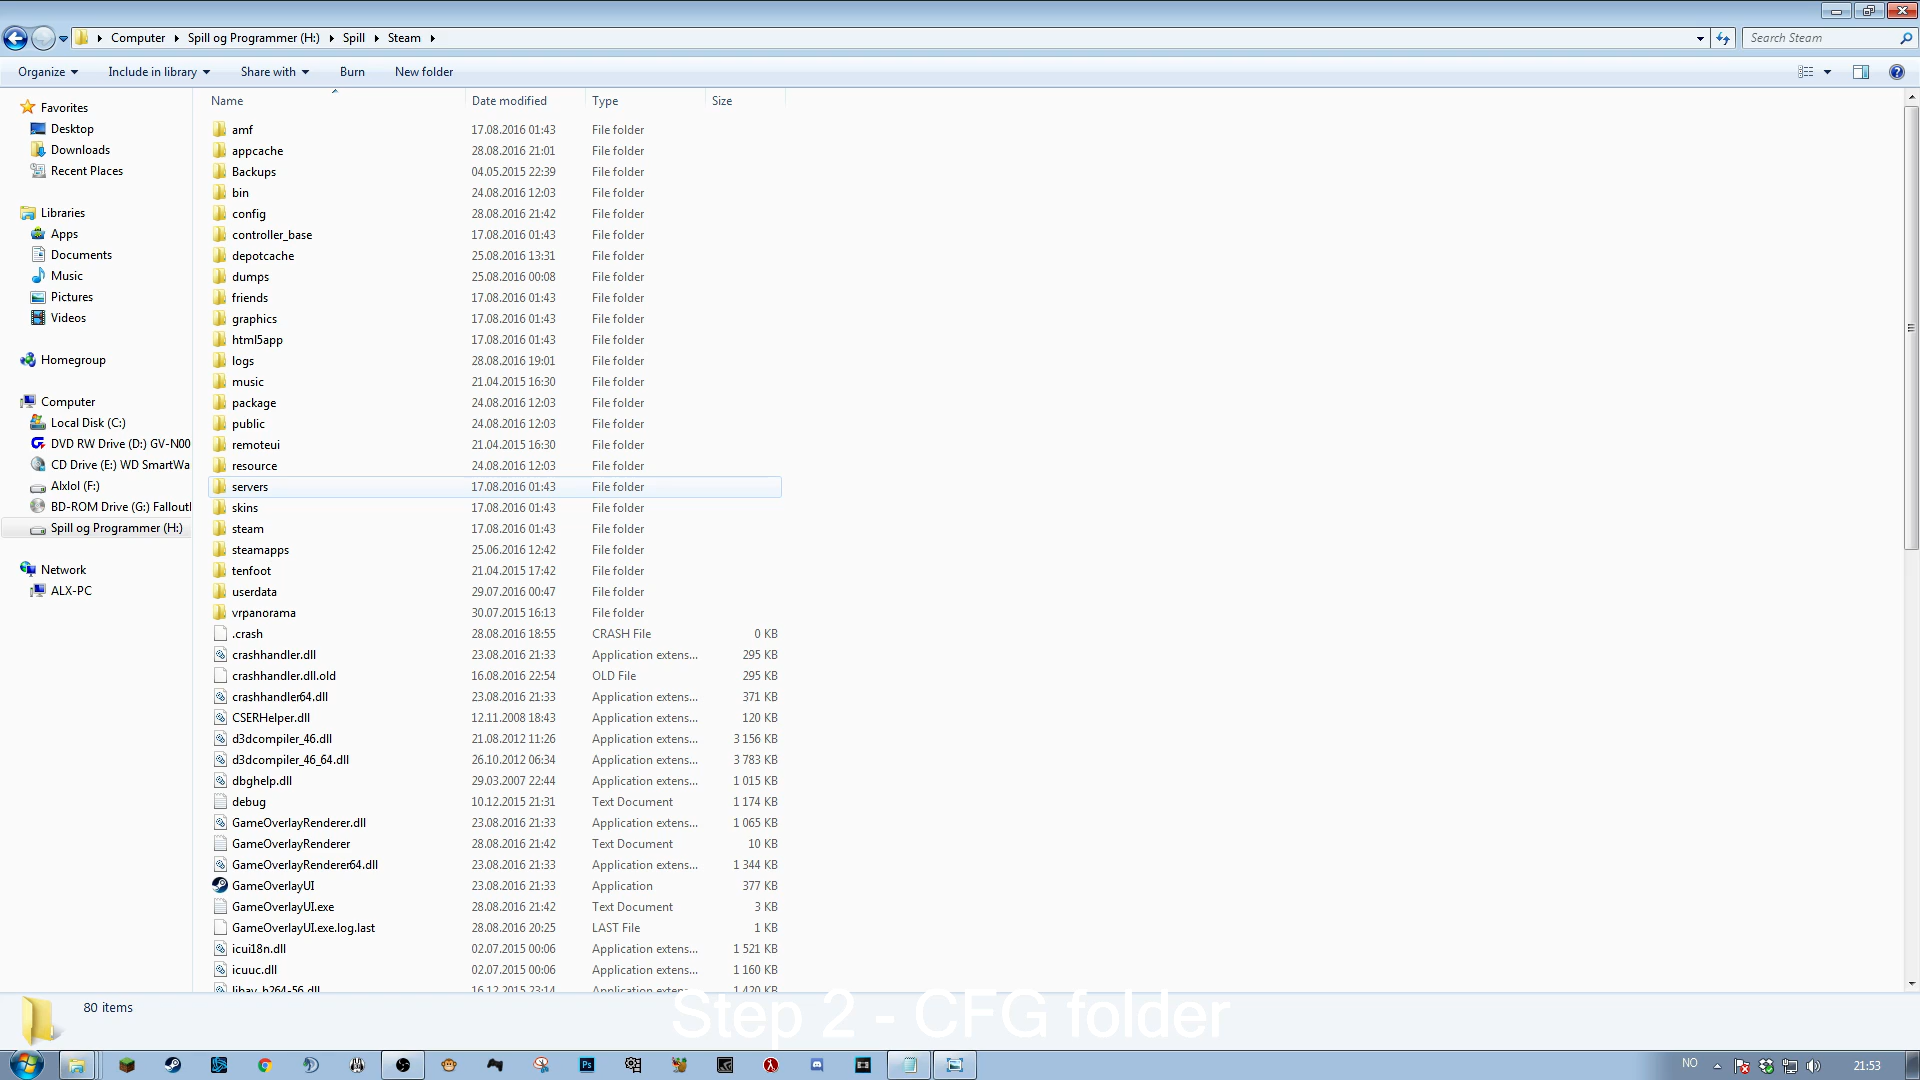 Computer Spill og Programmer (H:) Spill Steam
Search Steam
Organize Include in library Share with Burn New folder
Name Date modified Type Size
Favorites
Desktop
Downloads
Recent Places
Libraries
Apps
Documents
Music
Pictures
Videos
Homegroup
Computer
Local Disk (C:)
DVD RW Drive (D:) GV-N00
CD Drive (E:) WD SmartWa
Alxlol (F:)
BD-ROM Drive (G:) Fallout
Spill og Programmer (H:)
Network
ALX-PC
amf 17.08.2016 01:43 File folder
appcache 28.08.2016 21:01 File folder
Backups 04.05.2015 22:39 File folder
bin 24.08.2016 12:03 File folder
config 28.08.2016 21:42 File folder
controller_base 17.08.2016 01:43 File folder
depotcache 25.08.2016 13:31 File folder
dumps 25.08.2016 00:08 File folder
friends 17.08.2016 01:43 File folder
graphics 17.08.2016 01:43 File folder
html5app 17.08.2016 01:43 File folder
logs 28.08.2016 19:01 File folder
music 21.04.2015 16:30 File folder
package 24.08.2016 12:03 File folder
public 24.08.2016 12:03 File folder
remoteui 21.04.2015 16:30 File folder
resource 24.08.2016 12:03 File folder
servers 17.08.2016 01:43 File folder
skins 17.08.2016 01:43 File folder
steam 17.08.2016 01:43 File folder
steamapps 25.06.2016 12:42 File folder
tenfoot 21.04.2015 17:42 File folder
userdata 29.07.2016 00:47 File folder
vrpanorama 30.07.2015 16:13 File folder
.crash 28.08.2016 18:55 CRASH File 0 KB
crashhandler.dll 23.08.2016 21:33 Application extens... 295 KB
crashhandler.dll.old 16.08.2016 22:54 OLD File 295 KB
crashhandler64.dll 23.08.2016 21:33 Application extens... 371 KB
CSERHelper.dll 12.11.2008 18:43 Application extens... 120 KB
d3dcompiler_46.dll 21.08.2012 11:26 Application extens... 3 156 KB
d3dcompiler_46_64.dll 26.10.2012 06:34 Application extens... 3 783 KB
dbghelp.dll 29.03.2007 22:44 Application extens... 1 015 KB
debug 10.12.2015 21:31 Text Document 1 174 KB
GameOverlayRenderer.dll 23.08.2016 21:33 Application extens... 1 065 KB
GameOverlayRenderer 28.08.2016 21:42 Text Document 10 KB
GameOverlayRenderer64.dll 23.08.2016 21:33 Application extens... 1 344 KB
GameOverlayUI 23.08.2016 21:33 Application 377 KB
GameOverlayUI.exe 28.08.2016 21:42 Text Document 3 KB
GameOverlayUI.exe.log.last 28.08.2016 20:25 LAST File 1 KB
icui18n.dll 02.07.2015 00:06 Application extens... 1 521 KB
icuuc.dll 02.07.2015 00:06 Application extens... 1 160 KB
libav_h264-56.dll 16.12.2015 23:14 Application extens... 1 420 KB
80 items
Step 2 - CFG folder
NO 21:53